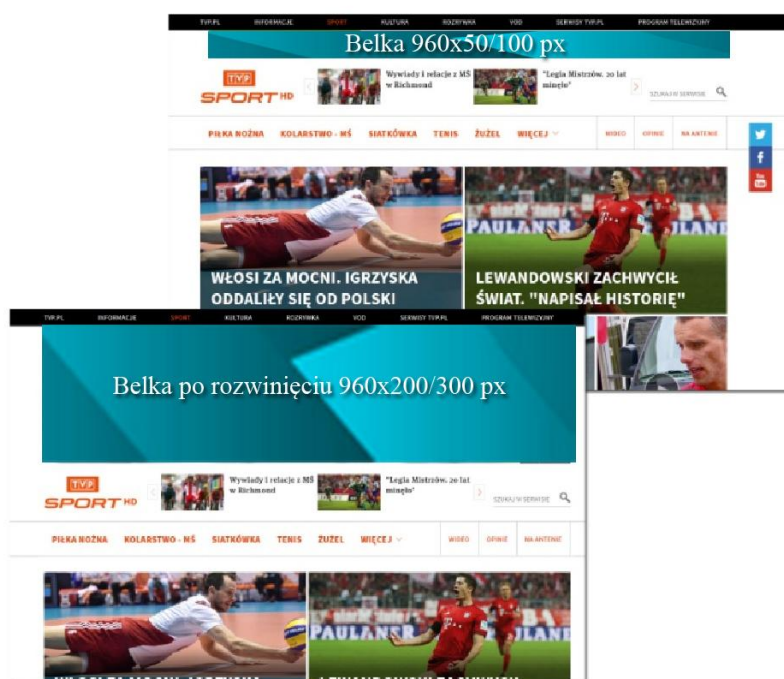 TVP.PL INFORMACJE SPORT KULTURA ROZRYWKA VOD SERWISY TVP.PL PROGRAM TELEWIZYJNY
Belka 960x50/100 px
TVP
SPORT HD
Wywiady i relacje z MŚ
w Richmond
"Legia Mistrzów. 20 lat
minęło"
SZUKAJ W SERWISIE
PIŁKA NOŻNA KOLARSTWO - MŚ SIATKÓWKA TENIS ŻUŻEL WIĘCEJ WIDEO OPINIE NA ANTENIE
You
Tube
PAULANER
WŁOSI ZA MOCNI. IGRZYSKA
ODDALIŁY SIĘ OD POLSKI
LEWANDOWSKI ZACHWYCIŁ
ŚWIAT. "NAPISAŁ HISTORIĘ"
TVP.PL INFORMACJE SPORT KULTURA ROZRYWKA VOD SERWISY TVP.PL PROGRAM TELEWIZYJNY
Belka po rozwinięciu 960x200/300 px
TVP
SPORT HD
Wywiady i relacje z MŚ
w Richmond
"Legia Mistrzów. 20 lat
minęło"
SZUKAJ W SERWISIE
PIŁKA NOŻNA KOLARSTWO - MŚ SIATKÓWKA TENIS ŻUŻEL WIĘCEJ WIDEO OPINIE NA ANTENIE
PAULANER